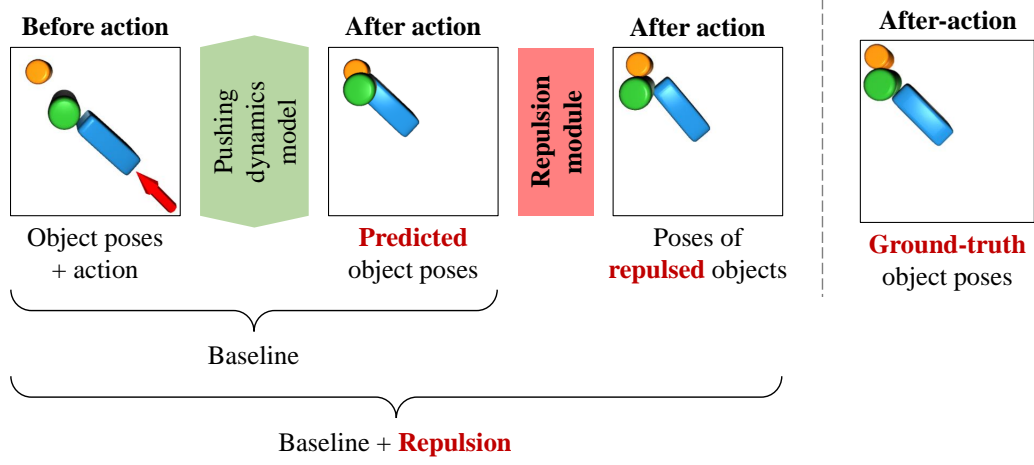 Before action
After action
After action
After-action
Pushing
dynamics
model
Repulsion
module
Object poses
+ action
Predicted
object poses
Poses of
repulsed objects
Ground-truth
object poses
Baseline
Baseline + Repulsion